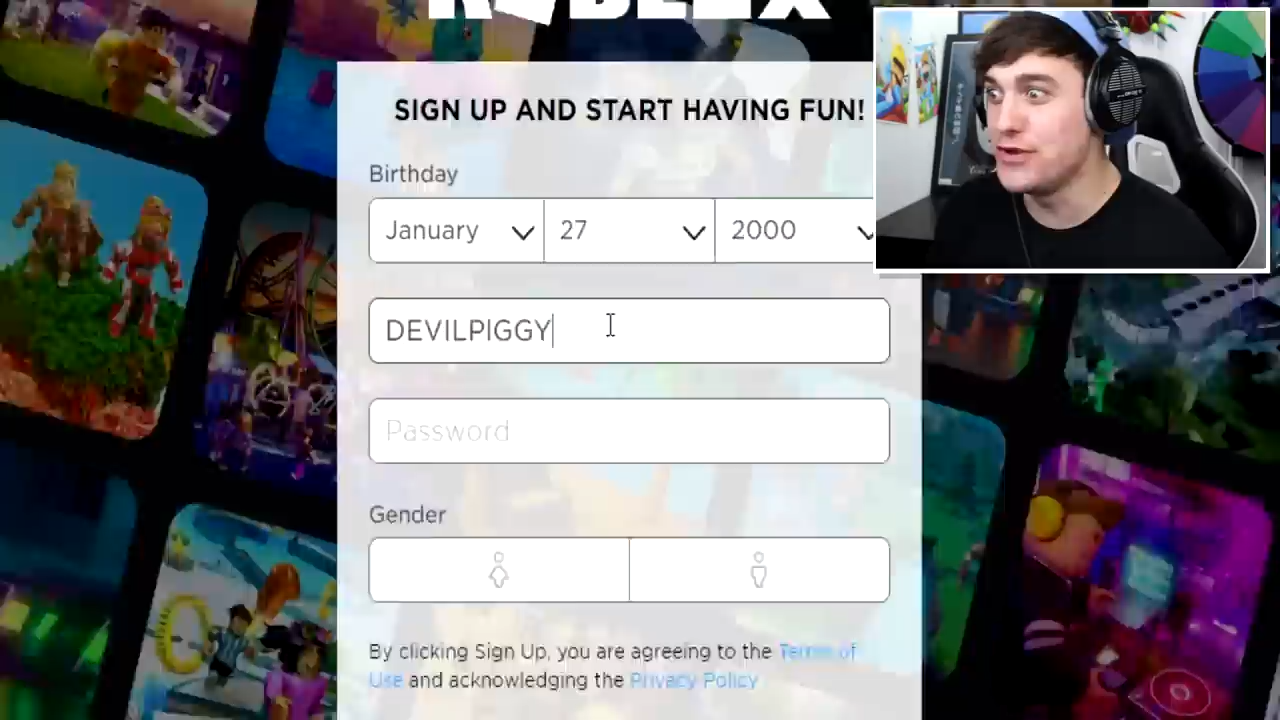 ROBLOX
SIGN UP AND START HAVING FUN!
Birthday
January 27 2000
DEVILPIGGY
Password
Gender
By clicking Sign Up, you are agreeing to the Terms of
Use and acknowledging the Privacy Policy